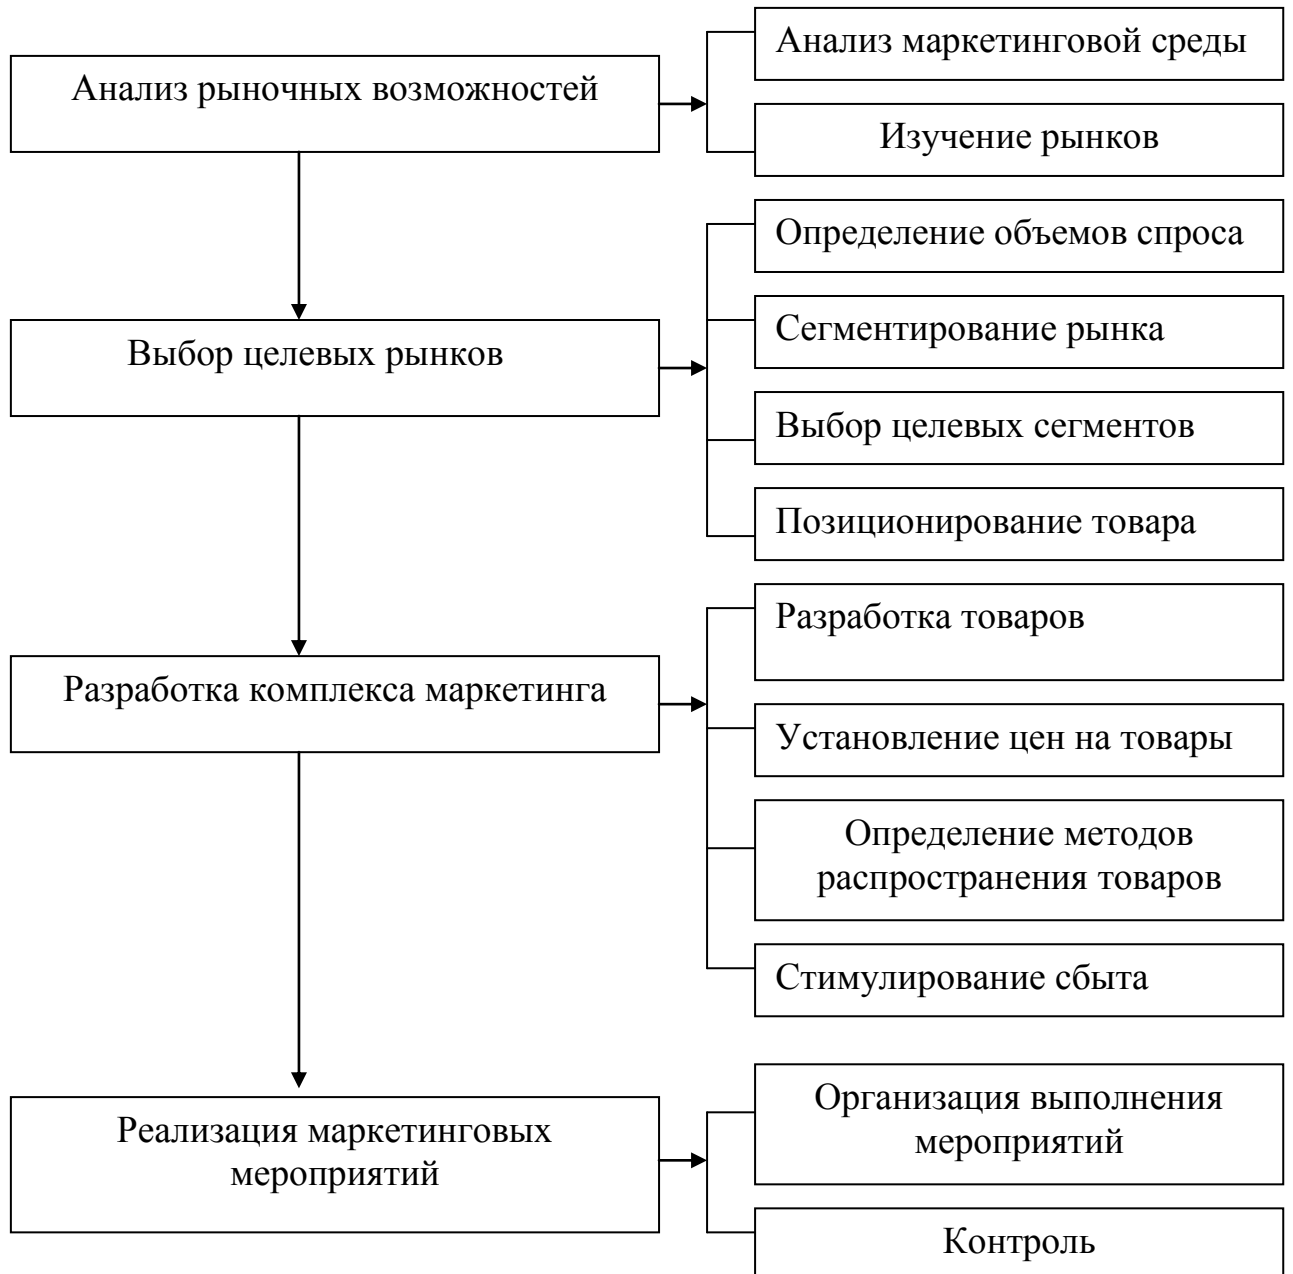 Анализ рыночных возможностей
Анализ маркетинговой среды
Изучение рынков
Выбор целевых рынков
Определение объемов спроса
Сегментирование рынка
Выбор целевых сегментов
Позиционирование товара
Разработка комплекса маркетинга
Разработка товаров
Установление цен на товары
Определение методов
распространения товаров
Стимулирование сбыта
Реализация маркетинговых
мероприятий
Организация выполнения
мероприятий
Контроль